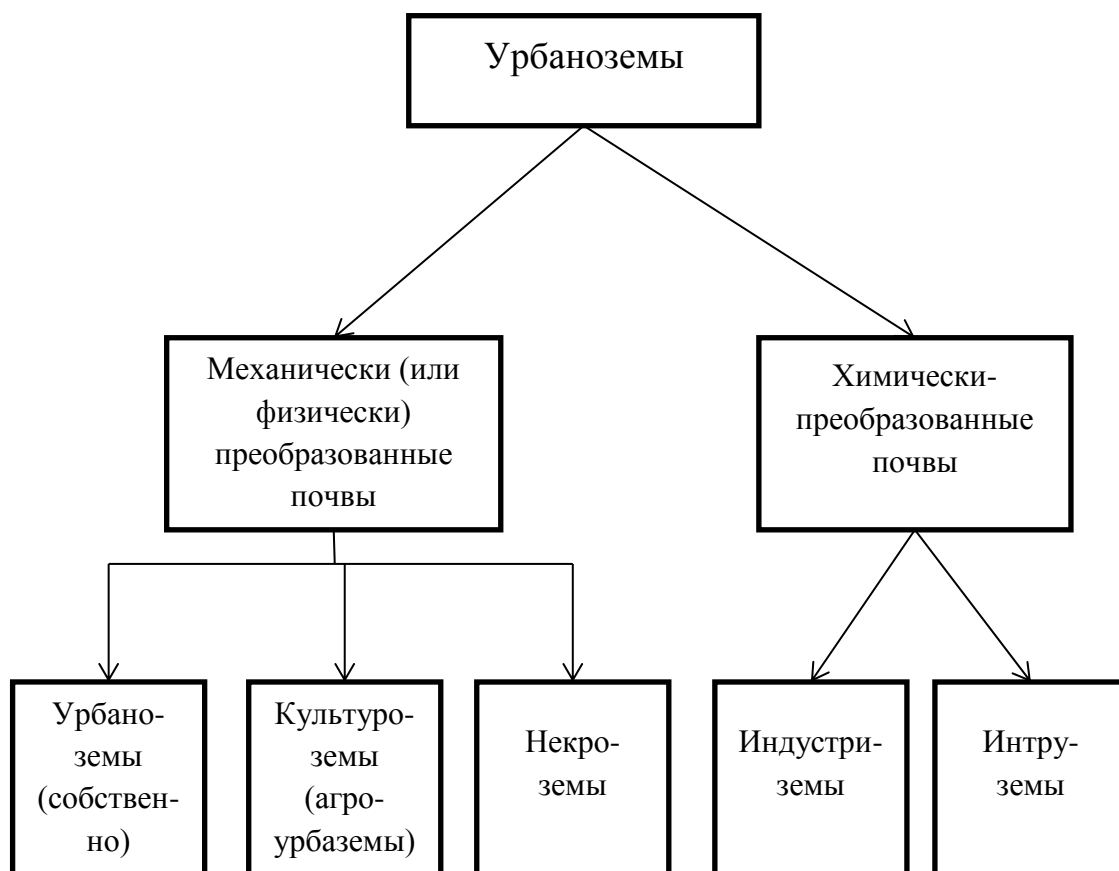 Урбаноземы
Механически (или
физически)
преобразованные
почвы
Химически-
преобразованные
почвы
Урбано-
земы
(собствен-
но)
Культуро-
земы
(агро-
урбаземы)
Некро-
земы
Индустри-
земы
Интру-
земы